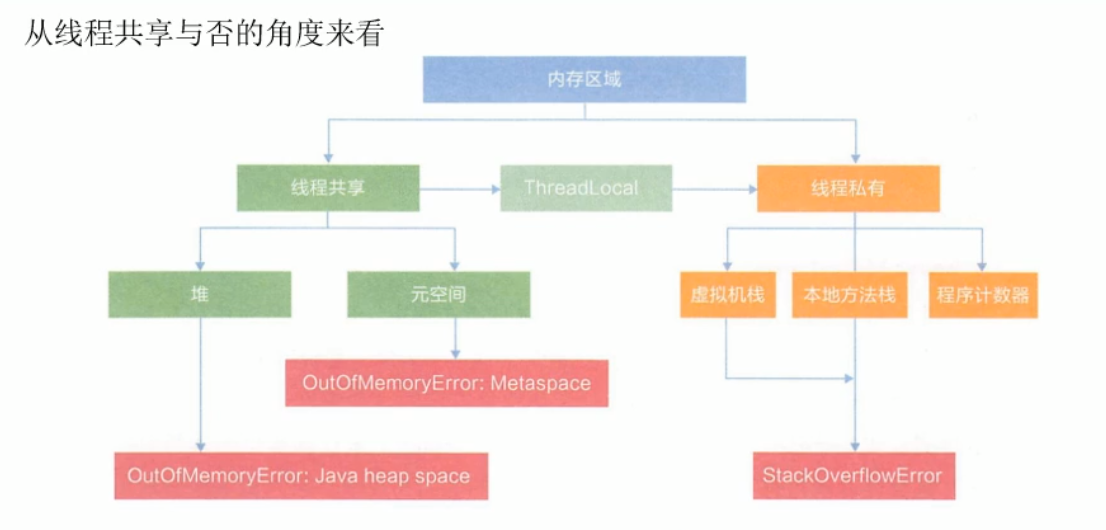 从线程共享与否的角度来看
内存区域
线程共享
ThreadLocal
线程私有
堆
元空间
虚拟机栈
本地方法栈
程序计数器
OutOfMemoryError: Metaspace
OutOfMemoryError: Java heap space
StackOverflowError